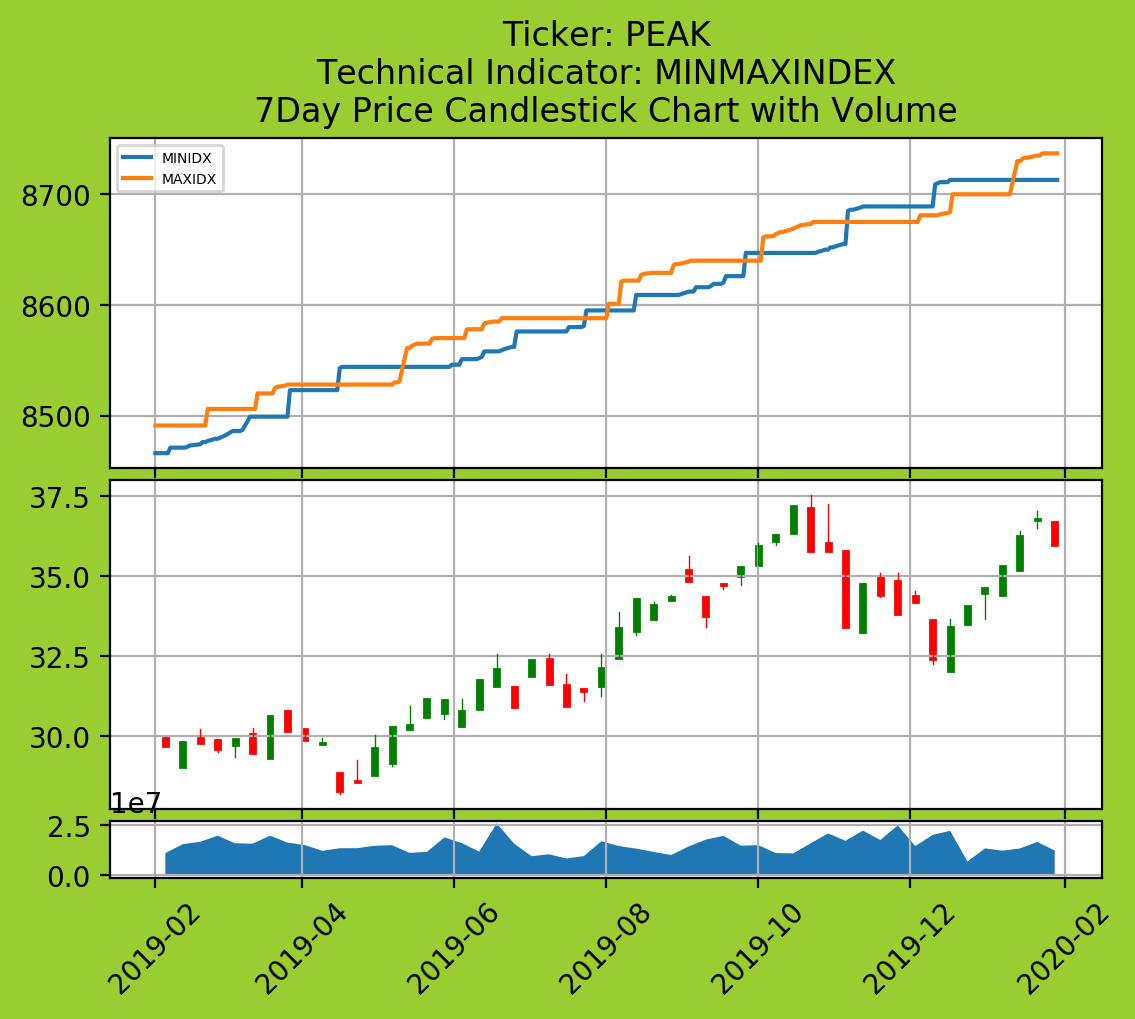 Ticker: PEAK
Technical Indicator: MINMAXINDEX
7Day Price Candlestick Chart with Volume
MINIDX
MAXIDX
8700
8600
8500
37.5
35.0
32.5
30.0
1e7
2.5
0.0
2019-02
2019-04
2019-06
2019-08
2019-10
2019-12
2020-02